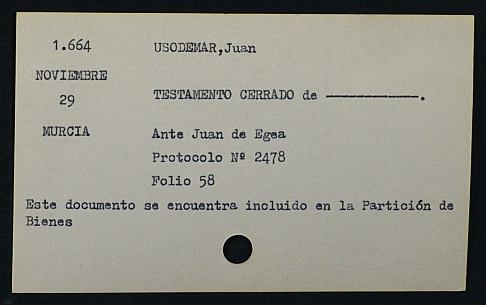 1.664 USODEMAR,Juan
NOVIEMBRE
29 TESTAMENTO CERRADO de ------------.
MURCIA Ante Juan de Egea
Protocolo Nº 2478
Folio 58
Este documento se encuentra incluido en la Partición de
Bienes